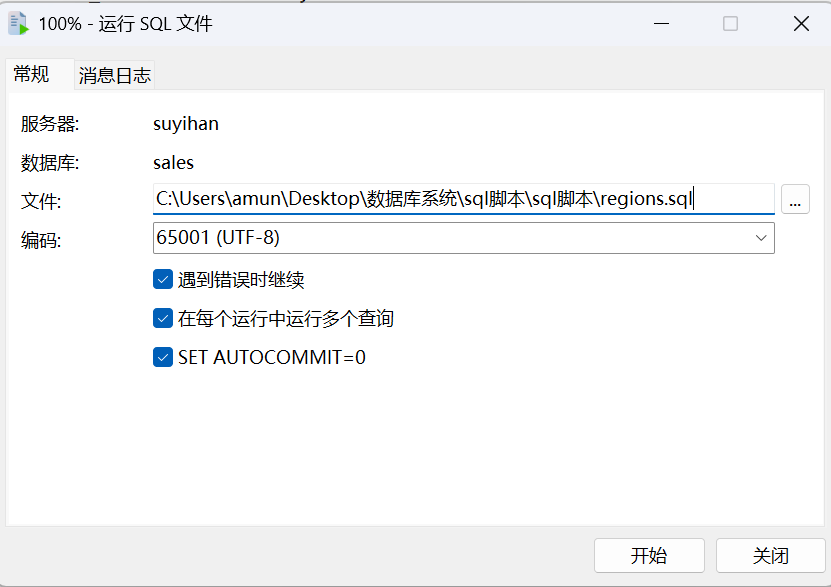 100% - 运行 SQL 文件
常规 消息日志
服务器: suyihan
数据库: sales
文件: C:\Users\amun\Desktop\数据库系统\sql脚本\sql脚本\regions.sql ...
编码: 65001 (UTF-8)
遇到错误时继续
在每个运行中运行多个查询
SET AUTOCOMMIT=0
开始 关闭